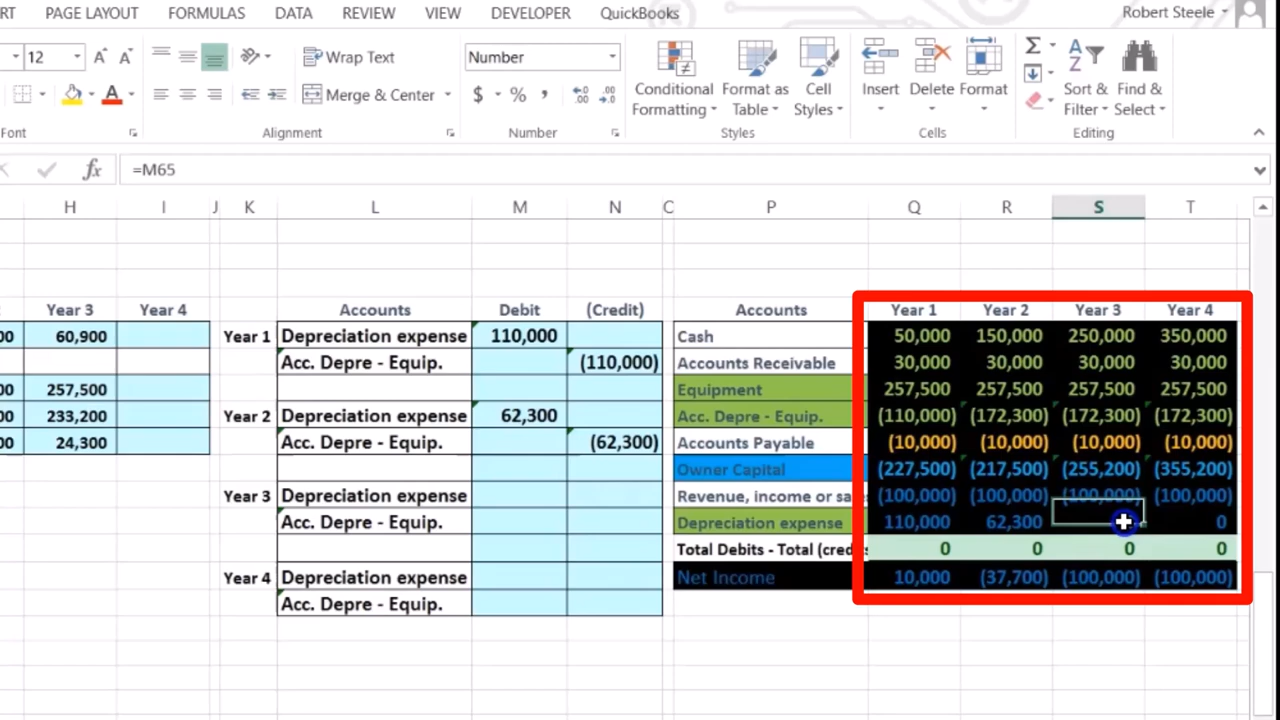 RT PAGE LAYOUT FORMULAS DATA REVIEW VIEW DEVELOPER QuickBooks Robert Steele
12 A A Wrap Text Number
A Merge & Center $ % , Conditional Formatting Format as Table Cell Styles Insert Delete Format Sort & Filter Find & Select
Font Alignment Number Styles Cells Editing
fx =M65
H I J K L M N C P Q R S T
Year 3 Year 4 Accounts Debit (Credit) Accounts Year 1 Year 2 Year 3 Year 4
00 60,900 Year 1 Depreciation expense 110,000 Cash 50,000 150,000 250,000 350,000
Acc. Depre - Equip. (110,000) Accounts Receivable 30,000 30,000 30,000 30,000
00 257,500 Equipment 257,500 257,500 257,500 257,500
00 233,200 Year 2 Depreciation expense 62,300 Acc. Depre - Equip. (110,000) (172,300) (172,300) (172,300)
00 24,300 Acc. Depre - Equip. (62,300) Accounts Payable (10,000) (10,000) (10,000) (10,000)
Owner Capital (227,500) (217,500) (255,200) (355,200)
Year 3 Depreciation expense Revenue, income or sa (100,000) (100,000) (100,000) (100,000)
Acc. Depre - Equip. Depreciation expense 110,000 62,300 0
Total Debits - Total (cred 0 0 0 0
Year 4 Depreciation expense Net Income 10,000 (37,700) (100,000) (100,000)
Acc. Depre - Equip.